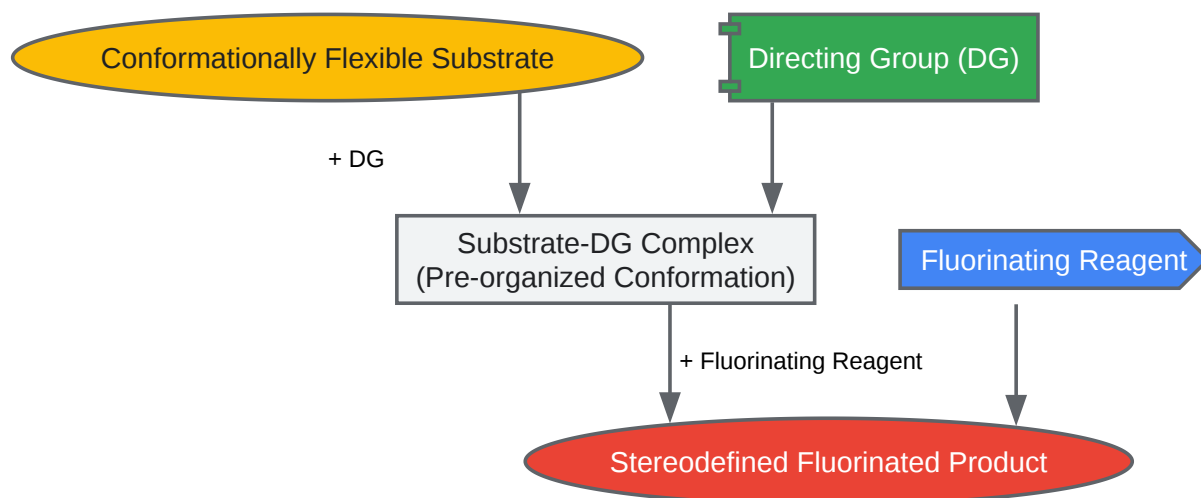 Conformationally Flexible Substrate
Directing Group (DG)
+ DG
Substrate-DG Complex
(Pre-organized Conformation)
Fluorinating Reagent
+ Fluorinating Reagent
Stereodefined Fluorinated Product